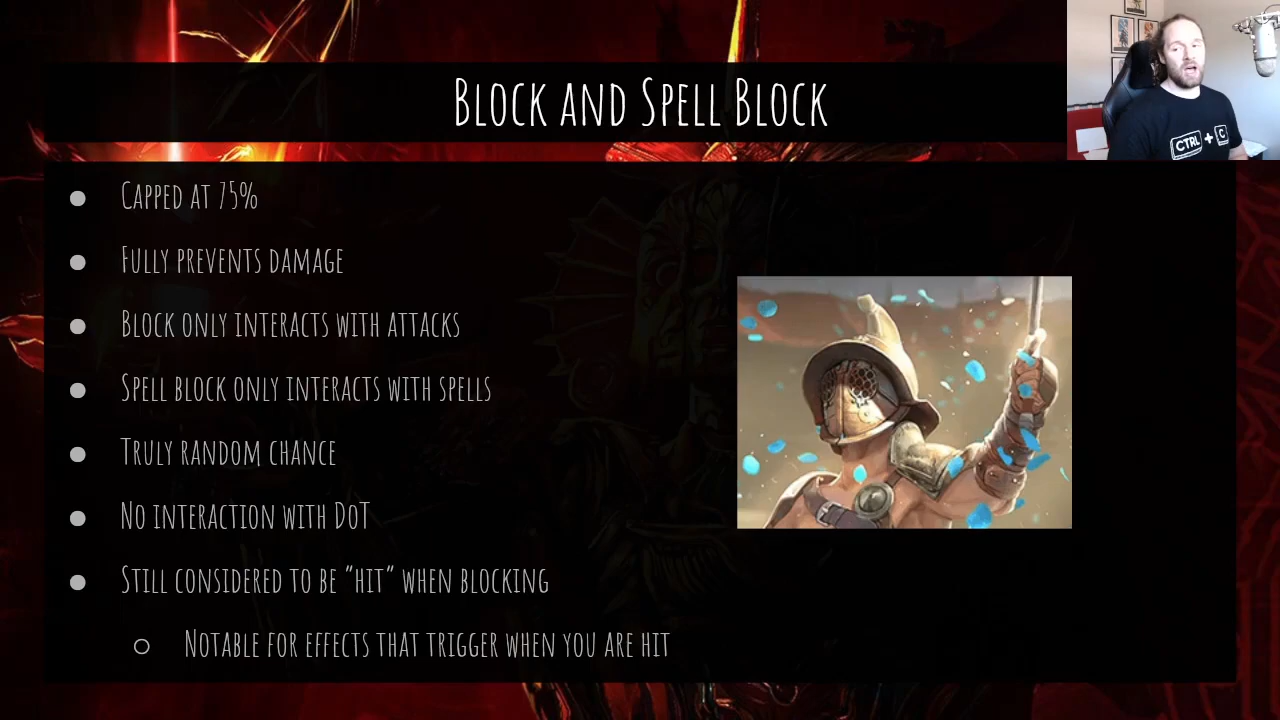 Block and Spell Block
Capped at 75%
Fully prevents damage
Block only interacts with attacks
Spell block only interacts with spells
Truly random chance
No interaction with DoT
Still considered to be "hit" when blocking
Notable for effects that trigger when you are hit
CTRL + C